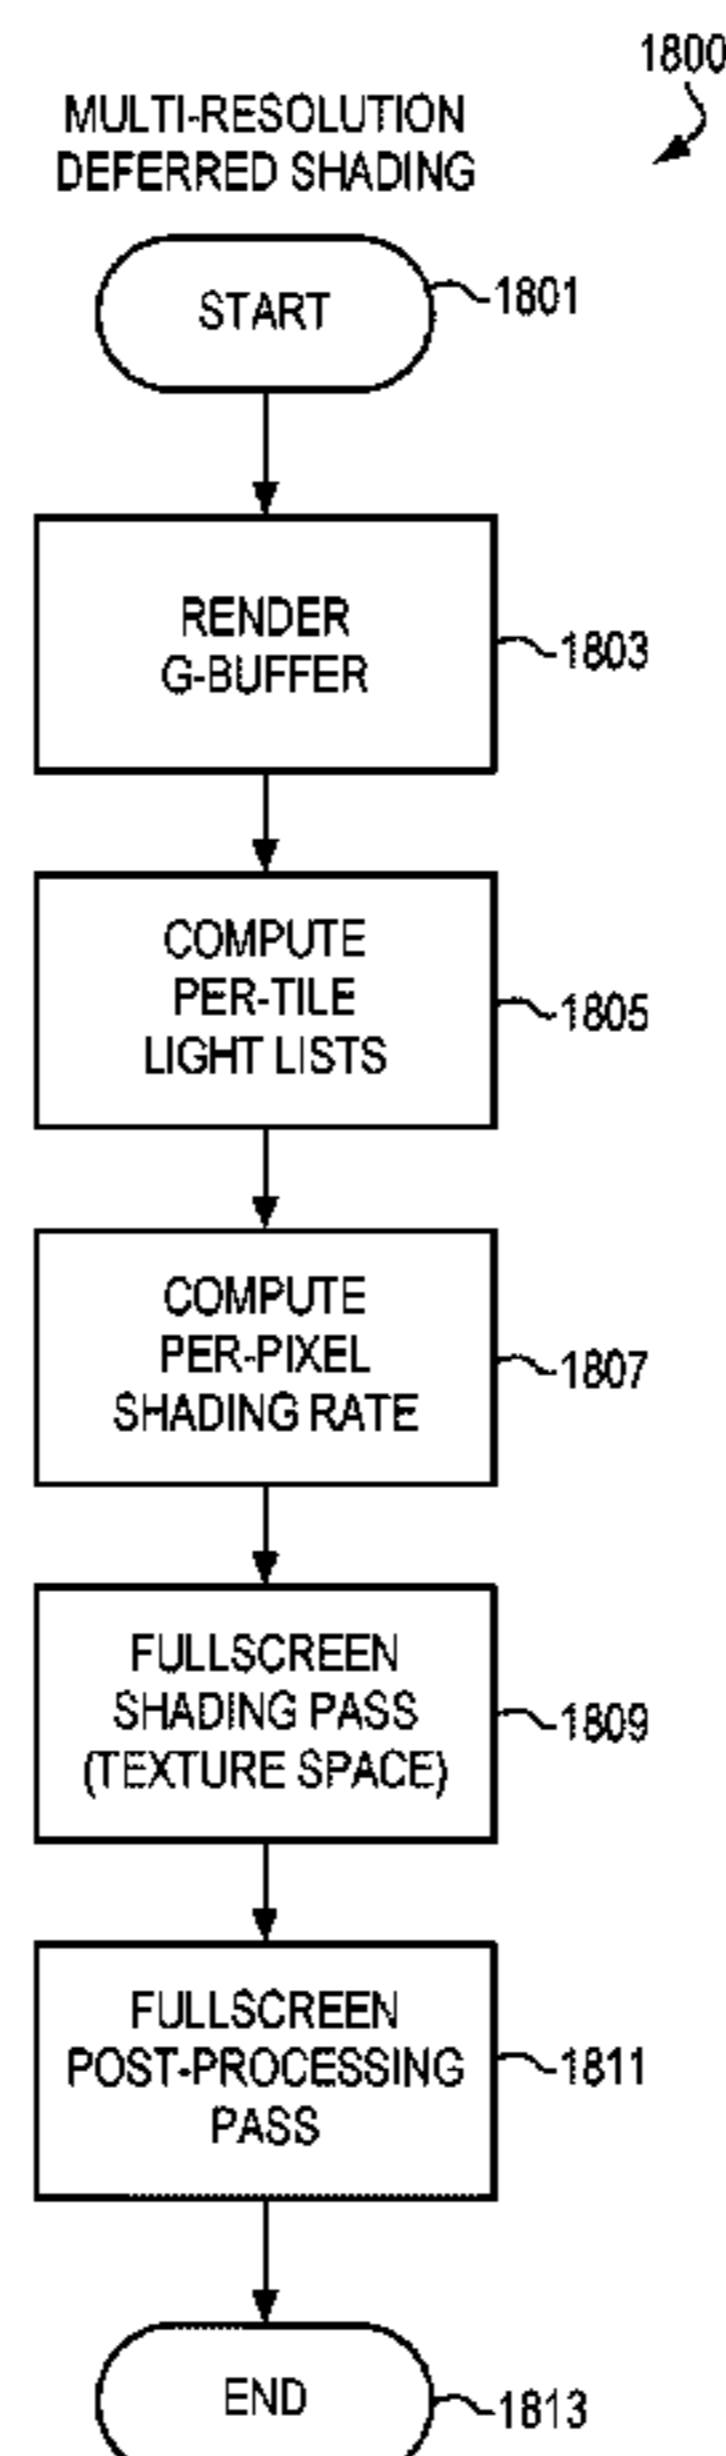 1800
MULTI-RESOLUTION
DEFERRED SHADING
START
1801
RENDER
G-BUFFER
1803
COMPUTE
PER-TILE
LIGHT LISTS
1805
COMPUTE
PER-PIXEL
SHADING RATE
1807
FULLSCREEN
SHADING PASS
(TEXTURE SPACE)
1809
FULLSCREEN
POST-PROCESSING
PASS
1811
END
1813